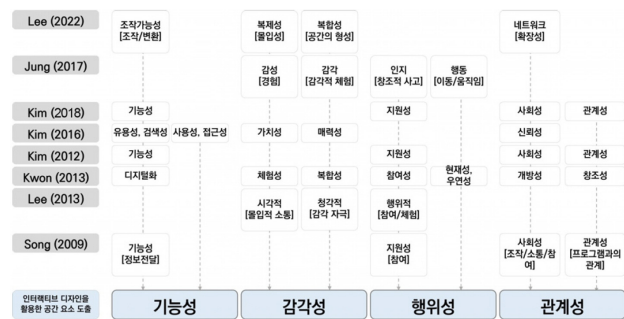 Lee (2022)
조작가능성
[조작/변환]
복제성
[몰입성]
복합성
[공간의 형성]
네트워크
[확장성]
Jung (2017)
감성
[경험]
감각
[감각적 체험]
인지
[창조적 사고]
행동
[이동/움직임]
Kim (2018)
기능성
지원성
사회성
관계성
Kim (2016)
유용성, 검색성
사용성, 접근성
가치성
매력성
신뢰성
Kim (2012)
기능성
지원성
사회성
관계성
Kwon (2013)
디지털화
체험성
복합성
참여성
현재성,
우연성
개방성
창조성
Lee (2013)
시각적
[몰입적 소통]
청각적
[감각 자극]
행위적
[참여/체험]
Song (2009)
기능성
[정보전달]
지원성
[참여]
사회성
[조작/소통/참
여]
관계성
[프로그램과의
관계]
인터랙티브 디자인을
활용한 공간 요소 도출
기능성
감각성
행위성
관계성